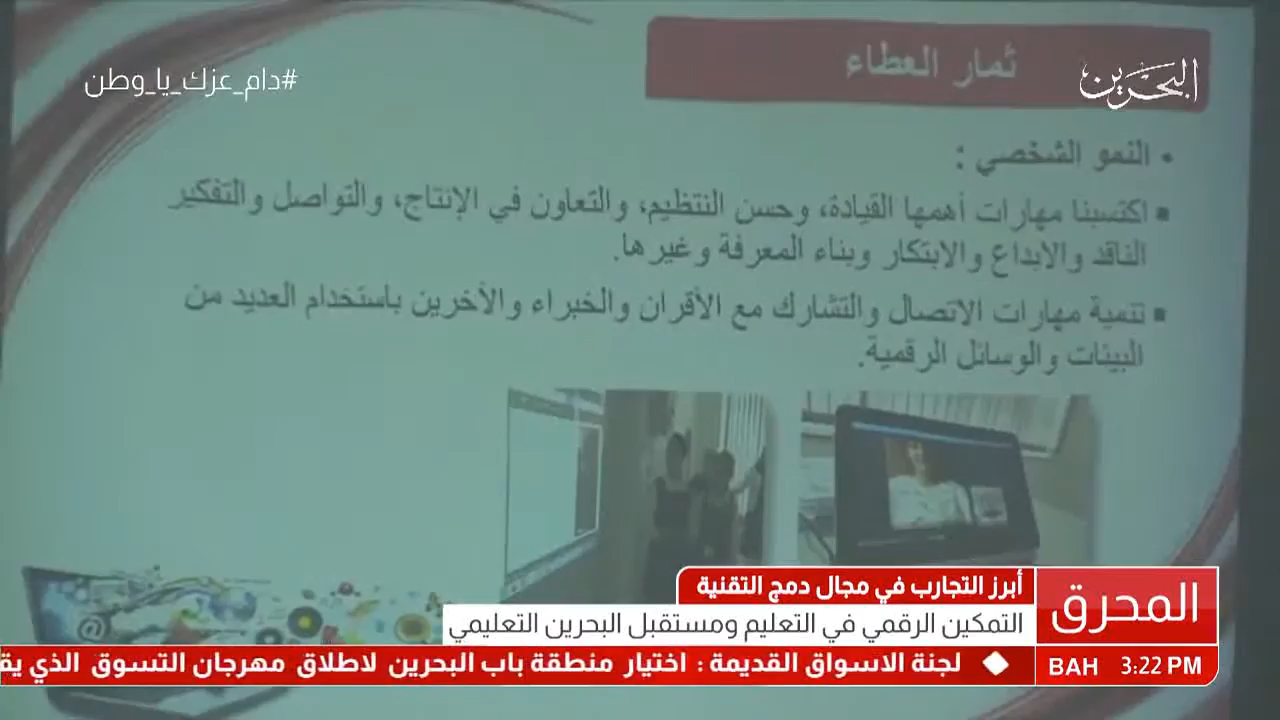 ثمار العطاء
البحرين
#دام_عزك_يا_وطن
• النمو الشخصي :
▪ اكتسبنا مهارات أهمها القيادة، وحسن التنظيم، والتعاون في الإنتاج، والتواصل والتفكير
الناقد والابداع والابتكار وبناء المعرفة وغيرها.
▪ تنمية مهارات الاتصال والتشارك مع الأقران والخبراء والأخرين باستخدام العديد من
البيئات والوسائل الرقمية.
@
المحرق
أبرز التجارب في مجال دمج التقنية
التمكين الرقمي في التعليم ومستقبل البحرين التعليمي
BAH 3:22 PM
لجنة الاسواق القديمة : اختيار منطقة باب البحرين لاطلاق مهرجان التسوق الذي يق